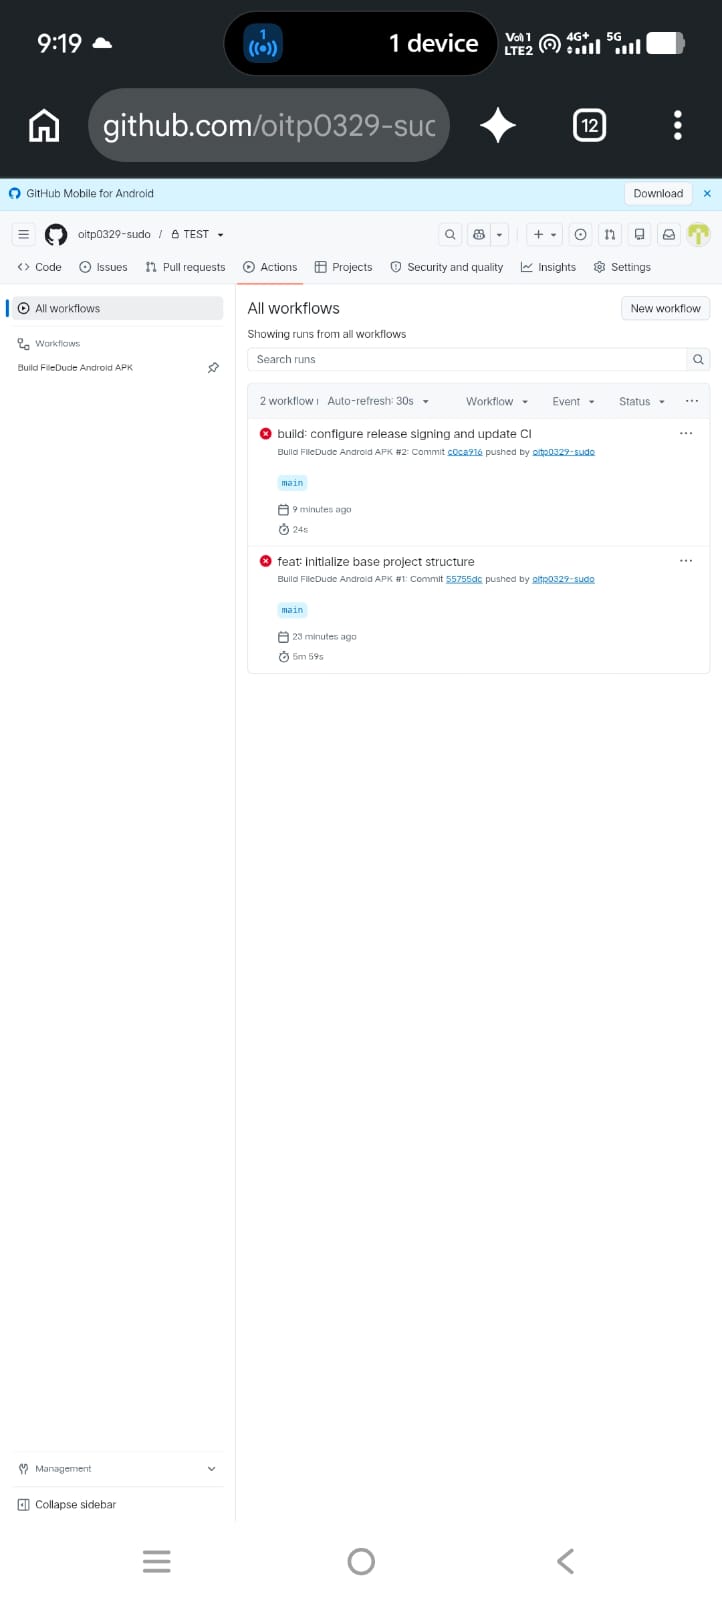 9:19
1
1 device
Vo) 1
LTE2
4G+
5G
github.com/oitp0329-sud
12
GitHub Mobile for Android
Download
oitp0329-sudo / TEST
Code
Issues
Pull requests
Actions
Projects
Security and quality
Insights
Settings
All workflows
Workflows
Build FileDude Android APK
All workflows
New workflow
Showing runs from all workflows
Search runs
2 workflow
Auto-refresh: 30s
Workflow
Event
Status
build: configure release signing and update CI
Build FileDude Android APK #2: Commit c0ca916 pushed by oitp0329-sudo
main
9 minutes ago
24s
feat: initialize base project structure
Build FileDude Android APK #1: Commit 55755dc pushed by oitp0329-sudo
main
23 minutes ago
5m 59s
Management
Collapse sidebar